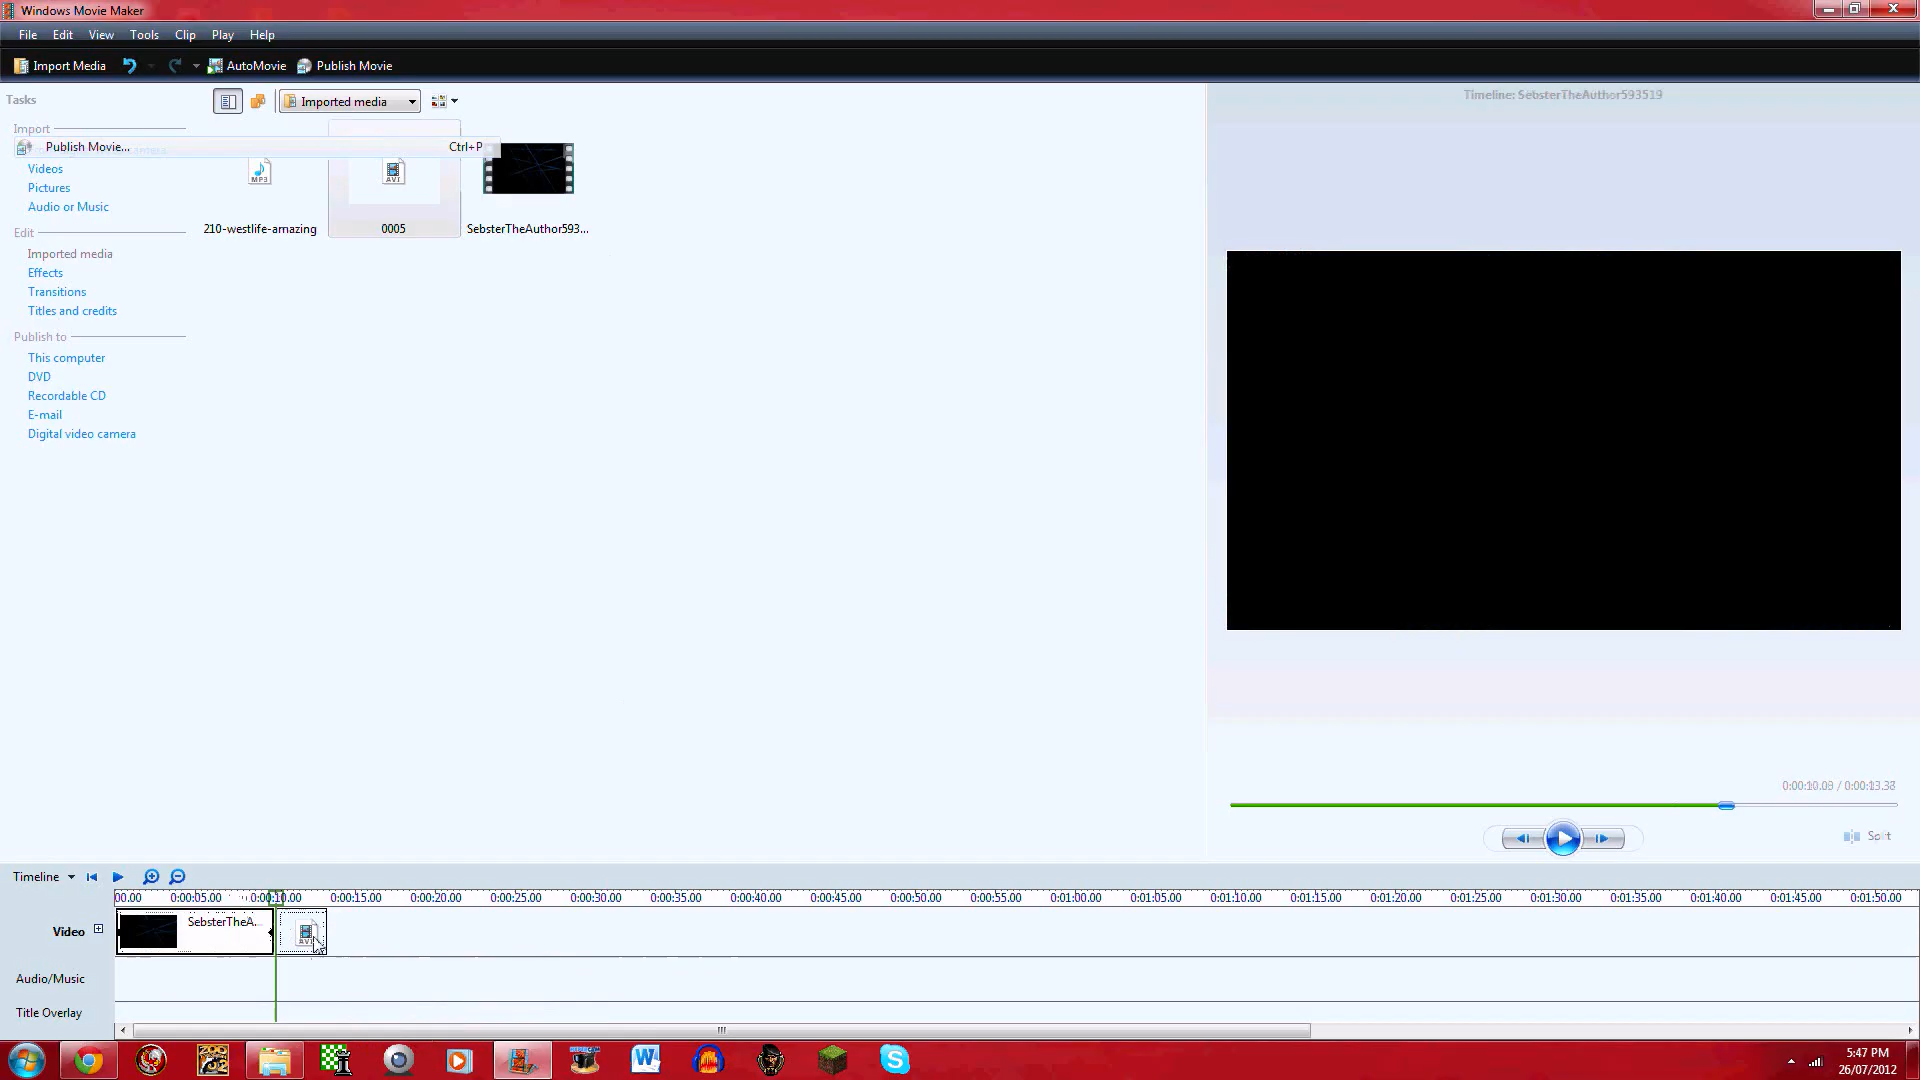 Windows Movie Maker
File Edit View Tools Clip Play Help
Import Media AutoMovie Publish Movie
Tasks
Imported media
Timeline: SebsterTheAuthor593519
Import
Publish Movie... Ctrl+P
Videos
Pictures
Audio or Music
MP3
AVI
210-westlife-amazing 0005 SebsterTheAuthor593...
Edit
Imported media
Effects
Transitions
Titles and credits
Publish to
This computer
DVD
Recordable CD
E-mail
Digital video camera
Split
Timeline
00.00 0:00:05.00 0:00:10.00 0:00:15.00 0:00:20.00 0:00:25.00 0:00:30.00 0:00:35.00 0:00:40.00 0:00:45.00 0:00:50.00 0:00:55.00 0:01:00.00 0:01:05.00 0:01:10.00 0:01:15.00 0:01:20.00 0:01:25.00 0:01:30.00 0:01:35.00 0:01:40.00 0:01:45.00 0:01:50.00
Video SebsterTheA...
AVI
Audio/Music
Title Overlay
5:47 PM
26/07/2012